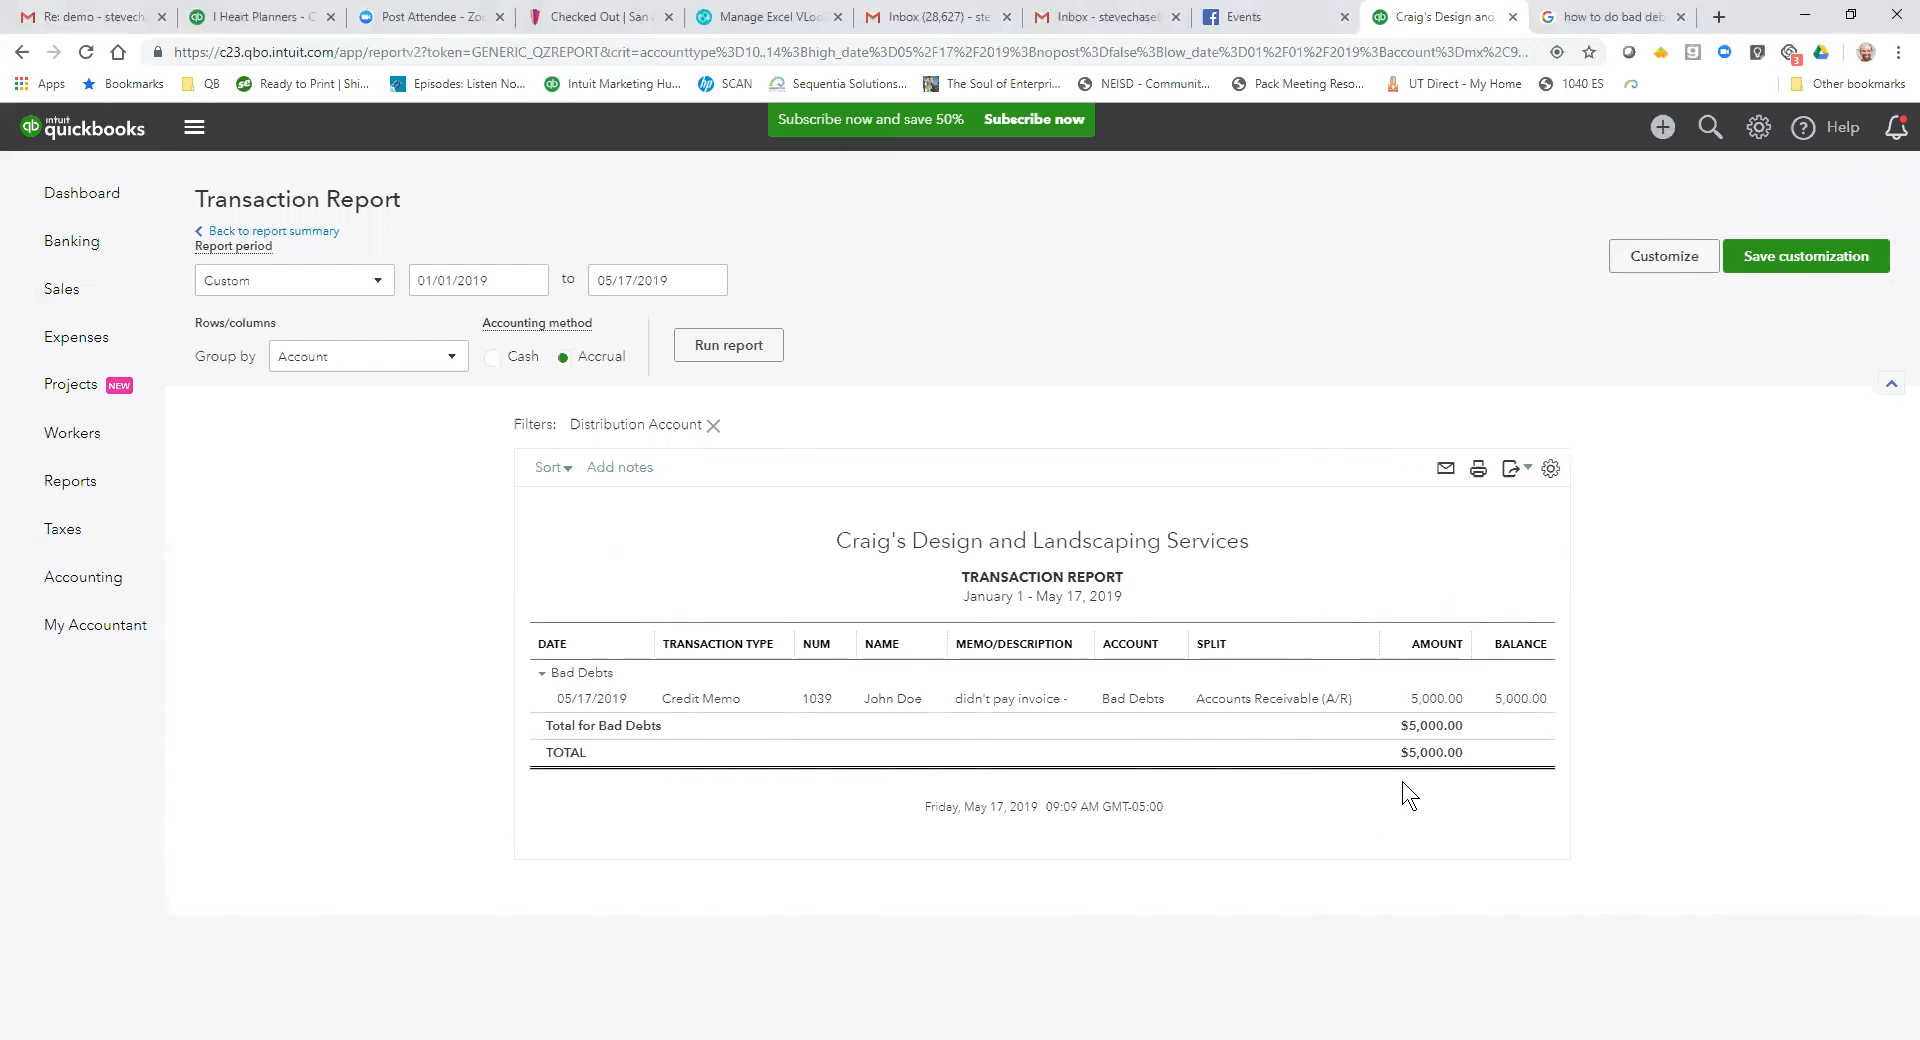 Re: demo - stevech
I Heart Planners - C
Post Attendee - Zoo
Checked Out | San
Manage Excel VLoo
Inbox (28,627) - ste
Inbox - stevechase
Events
Craig's Design and
how to do bad deb
https://c23.qbo.intuit.com/app/reportv2?token=GENERIC_QZREPORT&crit=accounttype%3D10..14%3Bhigh_date%3D05%2F17%2F2019%3Bnopost%3Dfalse%3Blow_date%3D01%2F01%2F2019%3Baccount%3Dmx%2C9...
3
Apps
Bookmarks
QB
Ready to Print | Shi...
Episodes: Listen No...
Intuit Marketing Hu...
SCAN
Sequentia Solutions...
The Soul of Enterpri...
NEISD - Communit...
Pack Meeting Reso...
UT Direct - My Home
1040 ES
Other bookmarks
qb intuit quickbooks
Subscribe now and save 50% Subscribe now
Help
Dashboard
Banking
Sales
Expenses
Projects NEW
Workers
Reports
Taxes
Accounting
My Accountant
Transaction Report
Back to report summary
Report period
Custom 01/01/2019 to 05/17/2019
Customize Save customization
Rows/columns Accounting method
Group by Account Cash Accrual Run report
Filters: Distribution Account
Sort Add notes
Craig's Design and Landscaping Services
TRANSACTION REPORT
January 1 - May 17, 2019
DATE TRANSACTION TYPE NUM NAME MEMO/DESCRIPTION ACCOUNT SPLIT AMOUNT BALANCE
Bad Debts
05/17/2019 Credit Memo 1039 John Doe didn't pay invoice - Bad Debts Accounts Receivable (A/R) 5,000.00 5,000.00
Total for Bad Debts $5,000.00
TOTAL $5,000.00
Friday, May 17, 2019 09:09 AM GMT-05:00